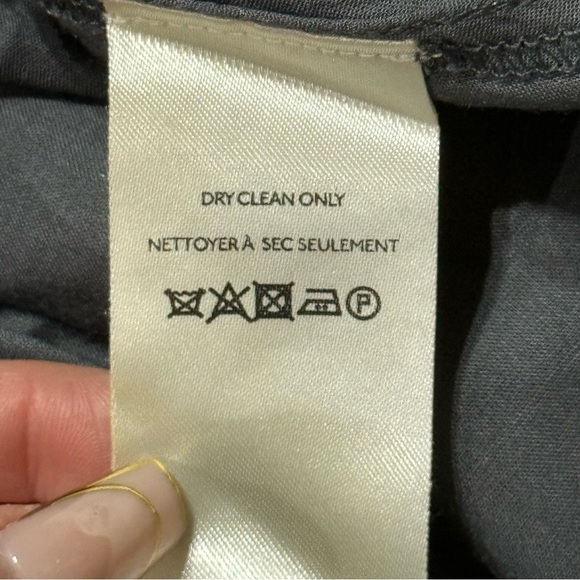 DRY CLEAN ONLY
NETTOYER À SEC SEULEMENT
P